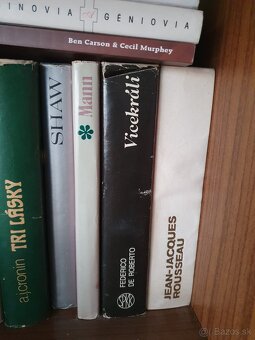 INOVIA
GÉNIOVIA
Ben Carson & Cecil Murphey
a.j.cronin TRI LÁSKY
SHAW
Mann
FEDERICO
DE ROBERTO
Vicekráli
JEAN-JACQUES
ROUSSEAU
Bazos.sk